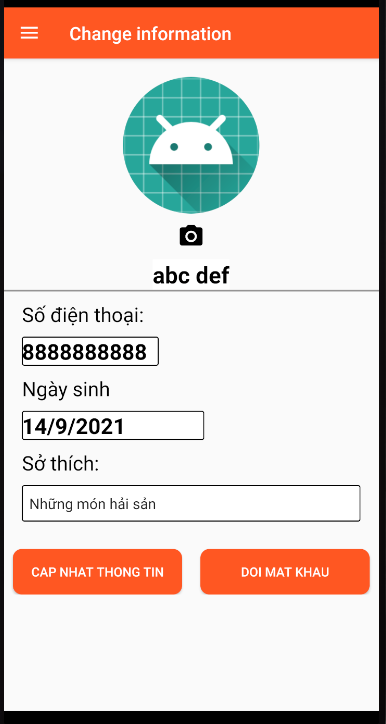 Change information
abc def
Số điện thoại:
8888888888
Ngày sinh
14/9/2021
Sở thích:
Những món hải sản
CAP NHAT THONG TIN
DOI MAT KHAU